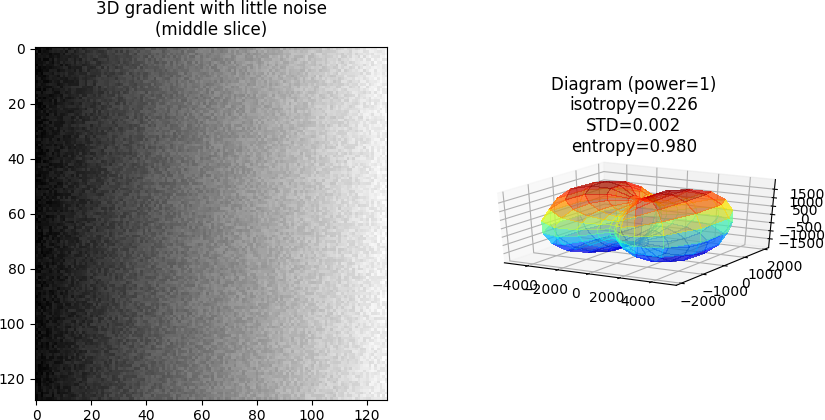 3D gradient with little noise
(middle slice)
0
20
40
60
80
100
120
0 20 40 60 80 100 120
Diagram (power=1)
isotropy=0.226
STD=0.002
entropy=0.980
1500
1000
500
0
−500
−1000
−1500
−4000 −2000 0 2000 4000
−2000 −1000 0 1000 2000